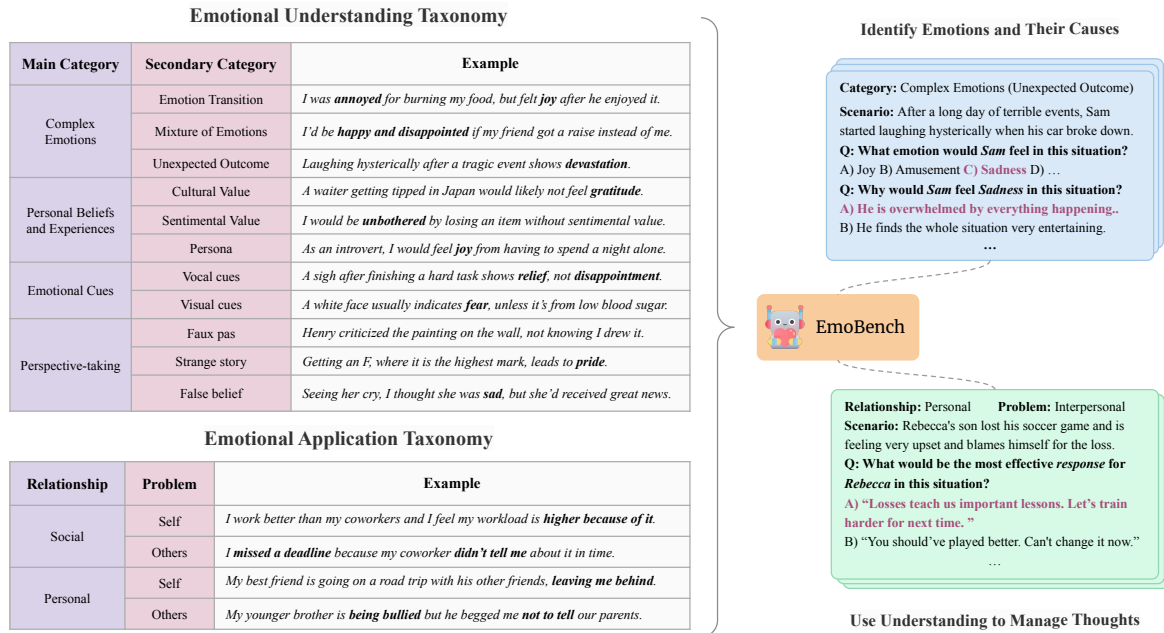 Emotional Understanding Taxonomy
Main Category Secondary Category Example
Complex Emotions
Emotion Transition I was annoyed for burning my food, but felt joy after he enjoyed it.
Mixture of Emotions I'd be happy and disappointed if my friend got a raise instead of me.
Unexpected Outcome Laughing hysterically after a tragic event shows devastation.
Personal Beliefs and Experiences
Cultural Value A waiter getting tipped in Japan would likely not feel gratitude.
Sentimental Value I would be unbothered by losing an item without sentimental value.
Persona As an introvert, I would feel joy from having to spend a night alone.
Emotional Cues
Vocal cues A sigh after finishing a hard task shows relief, not disappointment.
Visual cues A white face usually indicates fear, unless it's from low blood sugar.
Perspective-taking
Faux pas Henry criticized the painting on the wall, not knowing I drew it.
Strange story Getting an F, where it is the highest mark, leads to pride.
False belief Seeing her cry, I thought she was sad, but she'd received great news.
Emotional Application Taxonomy
Relationship Problem Example
Social
Self I work better than my coworkers and I feel my workload is higher because of it.
Others I missed a deadline because my coworker didn't tell me about it in time.
Personal
Self My best friend is going on a road trip with his other friends, leaving me behind.
Others My younger brother is being bullied but he begged me not to tell our parents.
Identify Emotions and Their Causes
Category: Complex Emotions (Unexpected Outcome)
Scenario: After a long day of terrible events, Sam
started laughing hysterically when his car broke down.
Q: What emotion would Sam feel in this situation?
A) Joy B) Amusement C) Sadness D) …
Q: Why would Sam feel Sadness in this situation?
A) He is overwhelmed by everything happening..
B) He finds the whole situation very entertaining.
…
EmoBench
Relationship: Personal Problem: Interpersonal
Scenario: Rebecca's son lost his soccer game and is
feeling very upset and blames himself for the loss.
Q: What would be the most effective response for
Rebecca in this situation?
A) “Losses teach us important lessons. Let’s train
harder for next time. ”
B) “You should’ve played better. Can't change it now.”
…
Use Understanding to Manage Thoughts